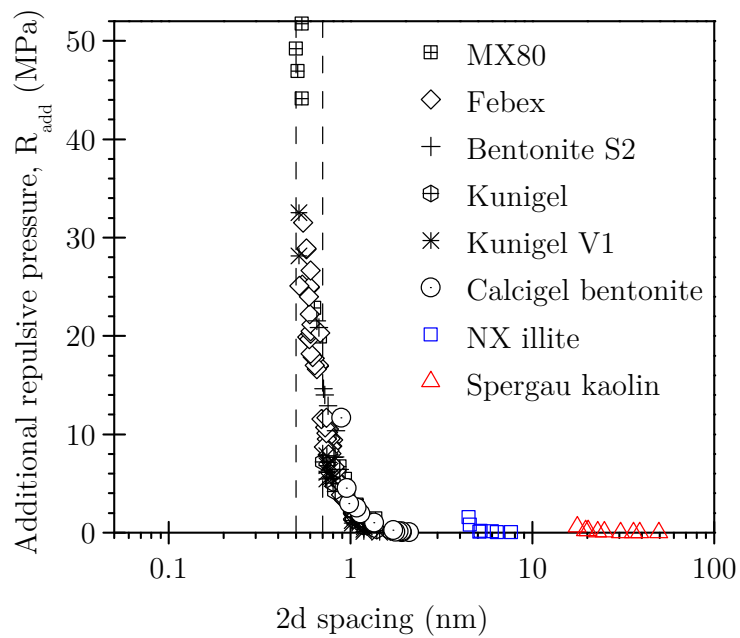 Additional repulsive pressure, R_add (MPa)
50
40
30
20
10
0
MX80
Febex
Bentonite S2
Kunigel
Kunigel V1
Calcigel bentonite
NX illite
Spergau kaolin
0.1 1 10 100
2d spacing (nm)